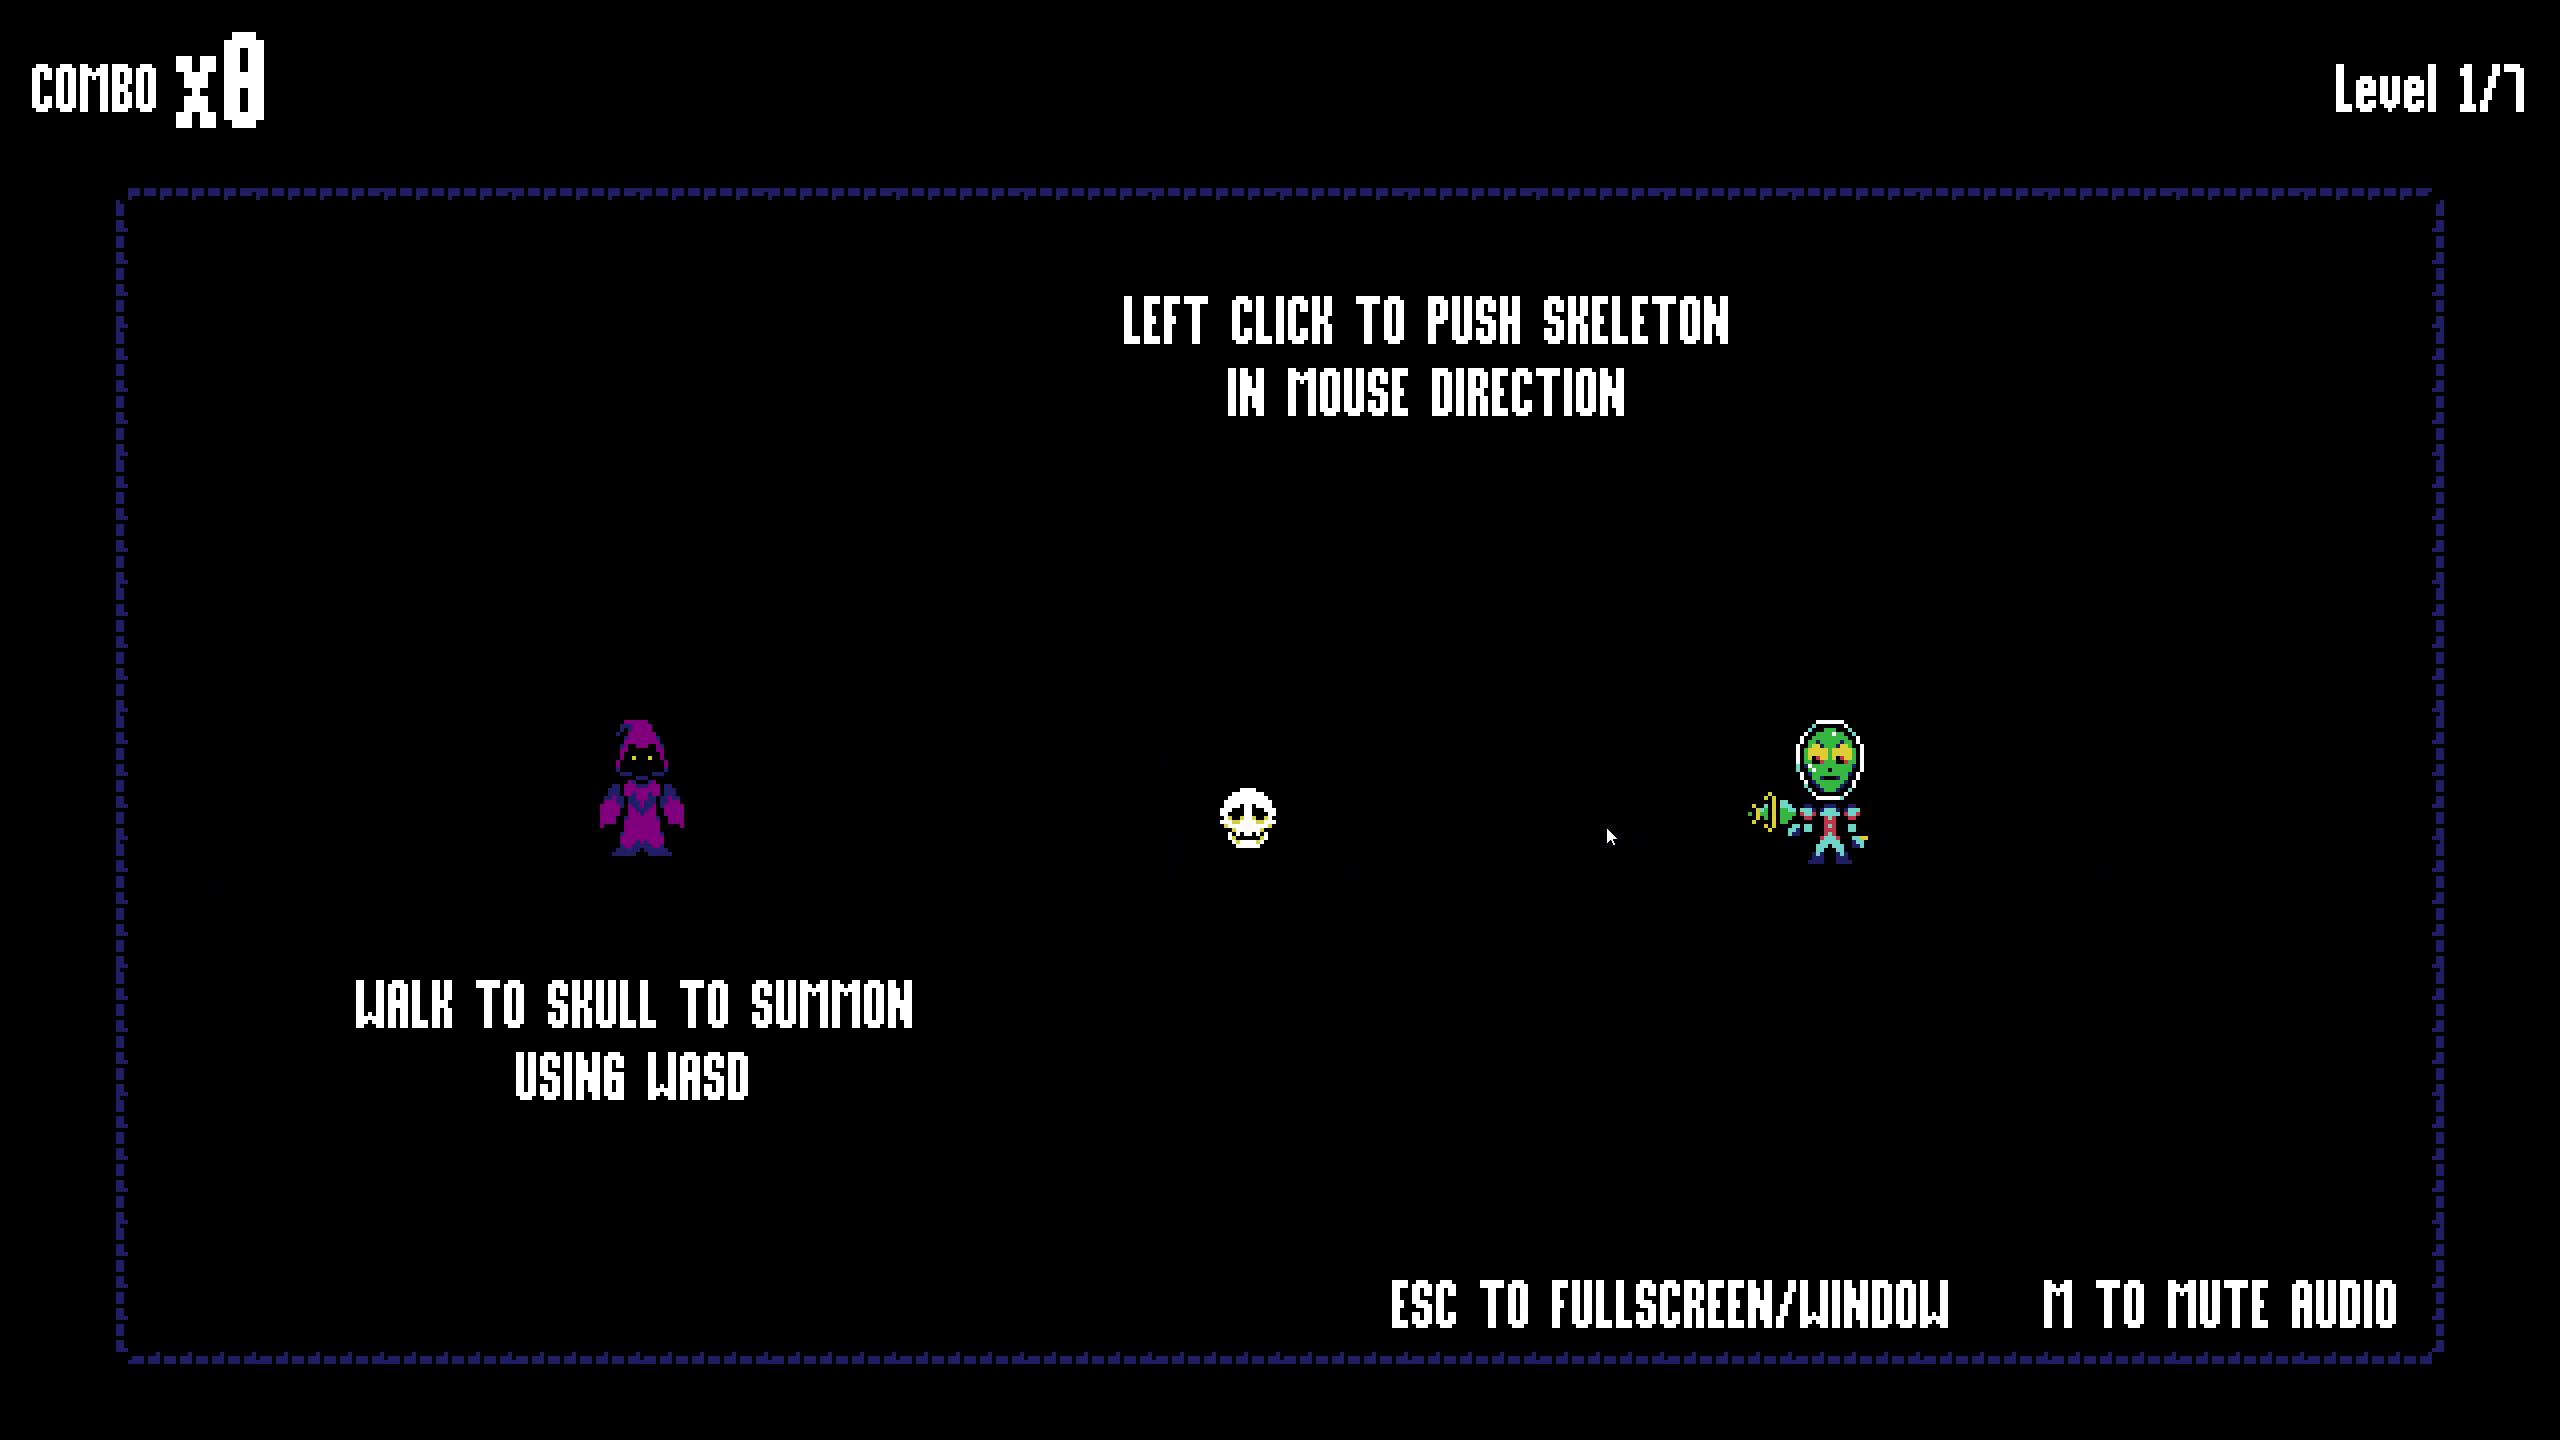 COMBO x0
Level 1/7
LEFT CLICK TO PUSH SKELETON
IN MOUSE DIRECTION
WALK TO SKULL TO SUMMON
USING WASD
ESC TO FULLSCREEN/WINDOW
M TO MUTE AUDIO